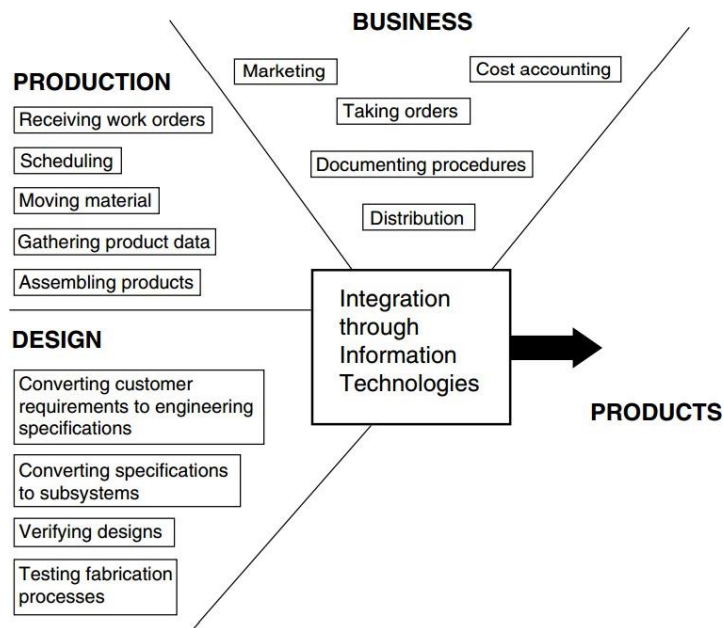 BUSINESS
Marketing
Cost accounting
Taking orders
Documenting procedures
Distribution
PRODUCTION
Receiving work orders
Scheduling
Moving material
Gathering product data
Assembling products
DESIGN
Converting customer
requirements to engineering
specifications
Converting specifications
to subsystems
Verifying designs
Testing fabrication
processes
Integration
through
Information
Technologies
PRODUCTS